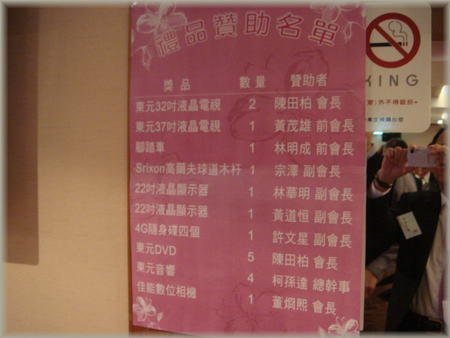 禮品贊助名單
獎品 數量 贊助者
東元32吋液晶電視 2 陳田柏 會長
東元37吋液晶電視 1 黃茂雄 前會長
腳踏車 1 林明成 前會長
Srixon高爾夫球道木杆 1 宗澤 副會長
22吋液晶顯示器 1 林華明 副會長
22吋液晶顯示器 1 黃道恒 副會長
4G隨身碟四個 1 許文星 副會長
東元DVD 5 陳田柏 會長
東元音響 4 柯孫達 總幹事
佳能數位相機 1 董烱熙 會長
KING